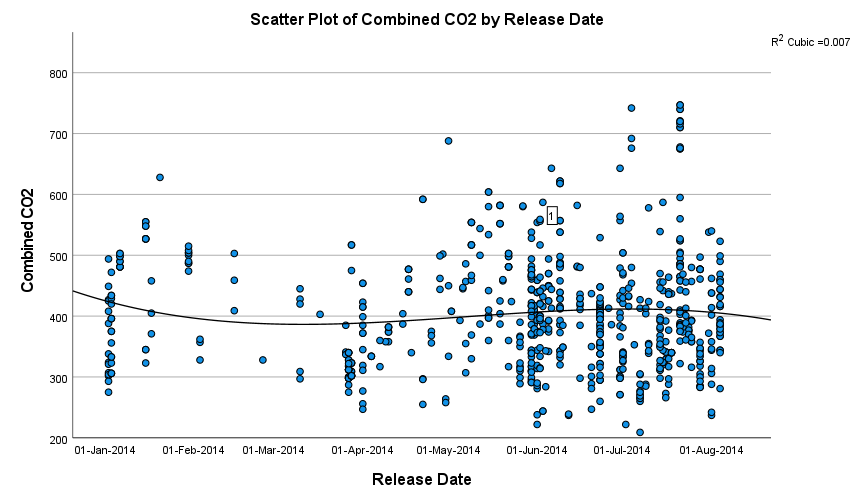 Scatter Plot of Combined CO2 by Release Date
R2 Cubic =0.007
800
700
600
500
400
300
200
Combined CO2
1
01-Jan-2014 01-Feb-2014 01-Mar-2014 01-Apr-2014 01-May-2014 01-Jun-2014 01-Jul-2014 01-Aug-2014
Release Date